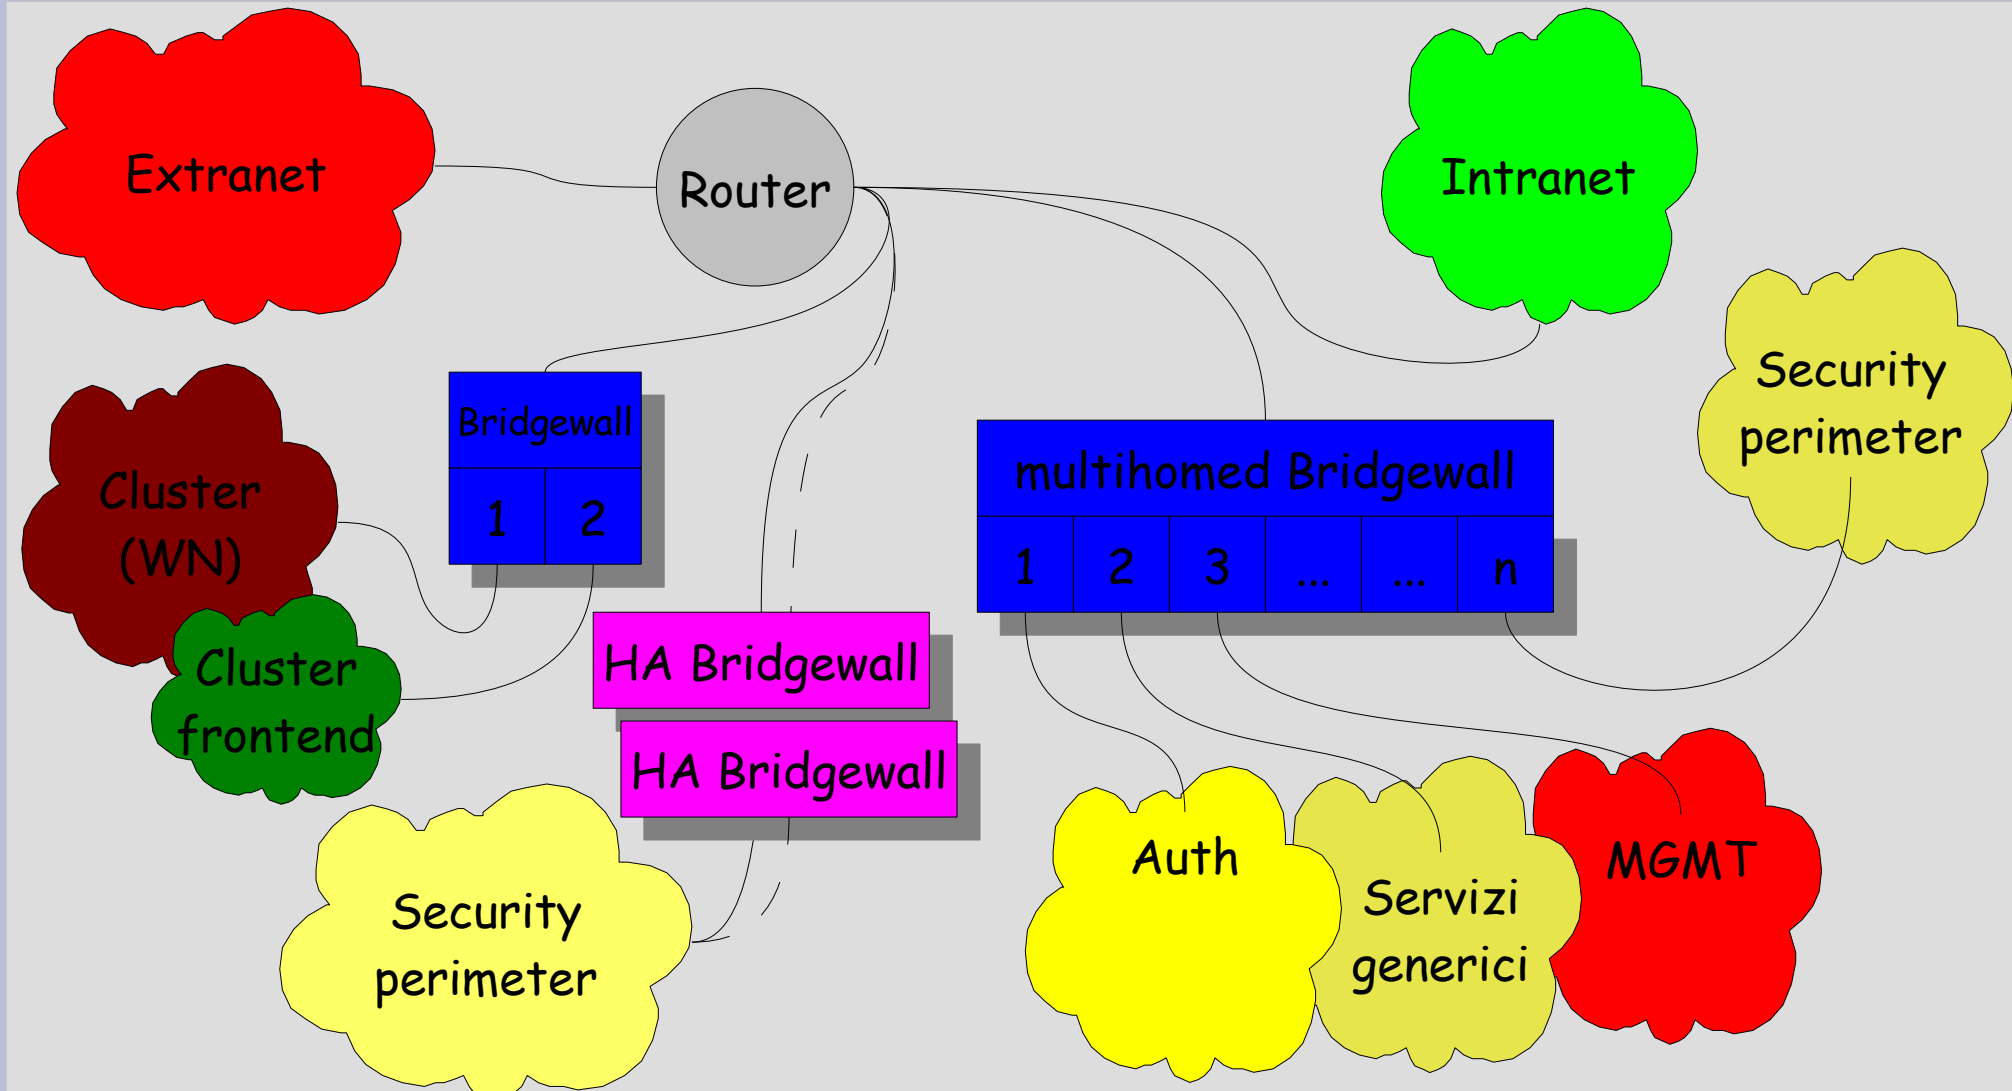 Extranet
Router
Intranet
Security
perimeter
Bridgewall
1 2
multihomed Bridgewall
1 2 3 ... ... n
Cluster
(WN)
Cluster
frontend
HA Bridgewall
HA Bridgewall
Security
perimeter
Auth
Servizi
generici
MGMT